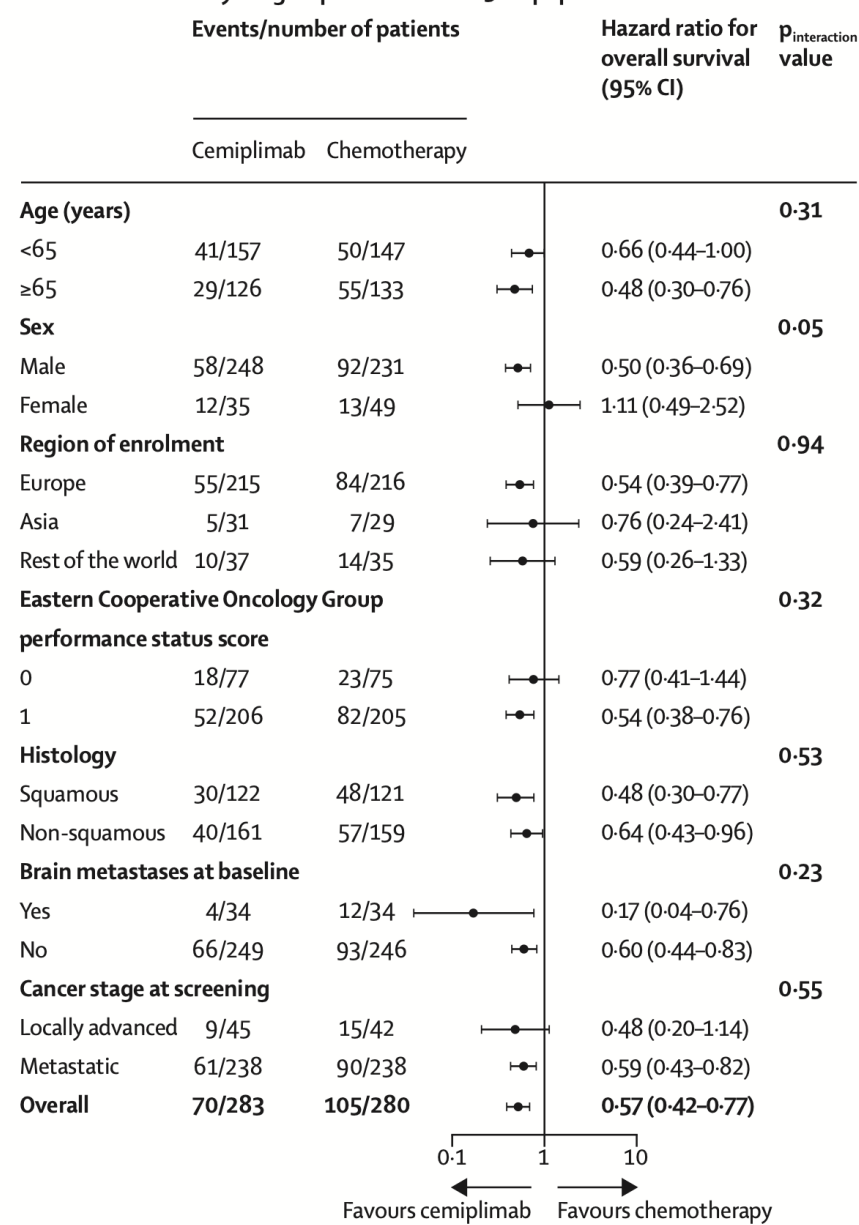 Events/number of patients Hazard ratio for overall survival (95% CI) pinteraction value
Cemiplimab Chemotherapy
Age (years) 0·31
<65 41/157 50/147 0·66 (0·44–1·00)
≥65 29/126 55/133 0·48 (0·30–0·76)
Sex 0·05
Male 58/248 92/231 0·50 (0·36–0·69)
Female 12/35 13/49 1·11 (0·49–2·52)
Region of enrolment 0·94
Europe 55/215 84/216 0·54 (0·39–0·77)
Asia 5/31 7/29 0·76 (0·24–2·41)
Rest of the world 10/37 14/35 0·59 (0·26–1·33)
Eastern Cooperative Oncology Group 0·32
performance status score
0 18/77 23/75 0·77 (0·41–1·44)
1 52/206 82/205 0·54 (0·38–0·76)
Histology 0·53
Squamous 30/122 48/121 0·48 (0·30–0·77)
Non-squamous 40/161 57/159 0·64 (0·43–0·96)
Brain metastases at baseline 0·23
Yes 4/34 12/34 0·17 (0·04–0·76)
No 66/249 93/246 0·60 (0·44–0·83)
Cancer stage at screening 0·55
Locally advanced 9/45 15/42 0·48 (0·20–1·14)
Metastatic 61/238 90/238 0·59 (0·43–0·82)
Overall 70/283 105/280 0·57 (0·42–0·77)
0·1 1 10
Favours cemiplimab Favours chemotherapy